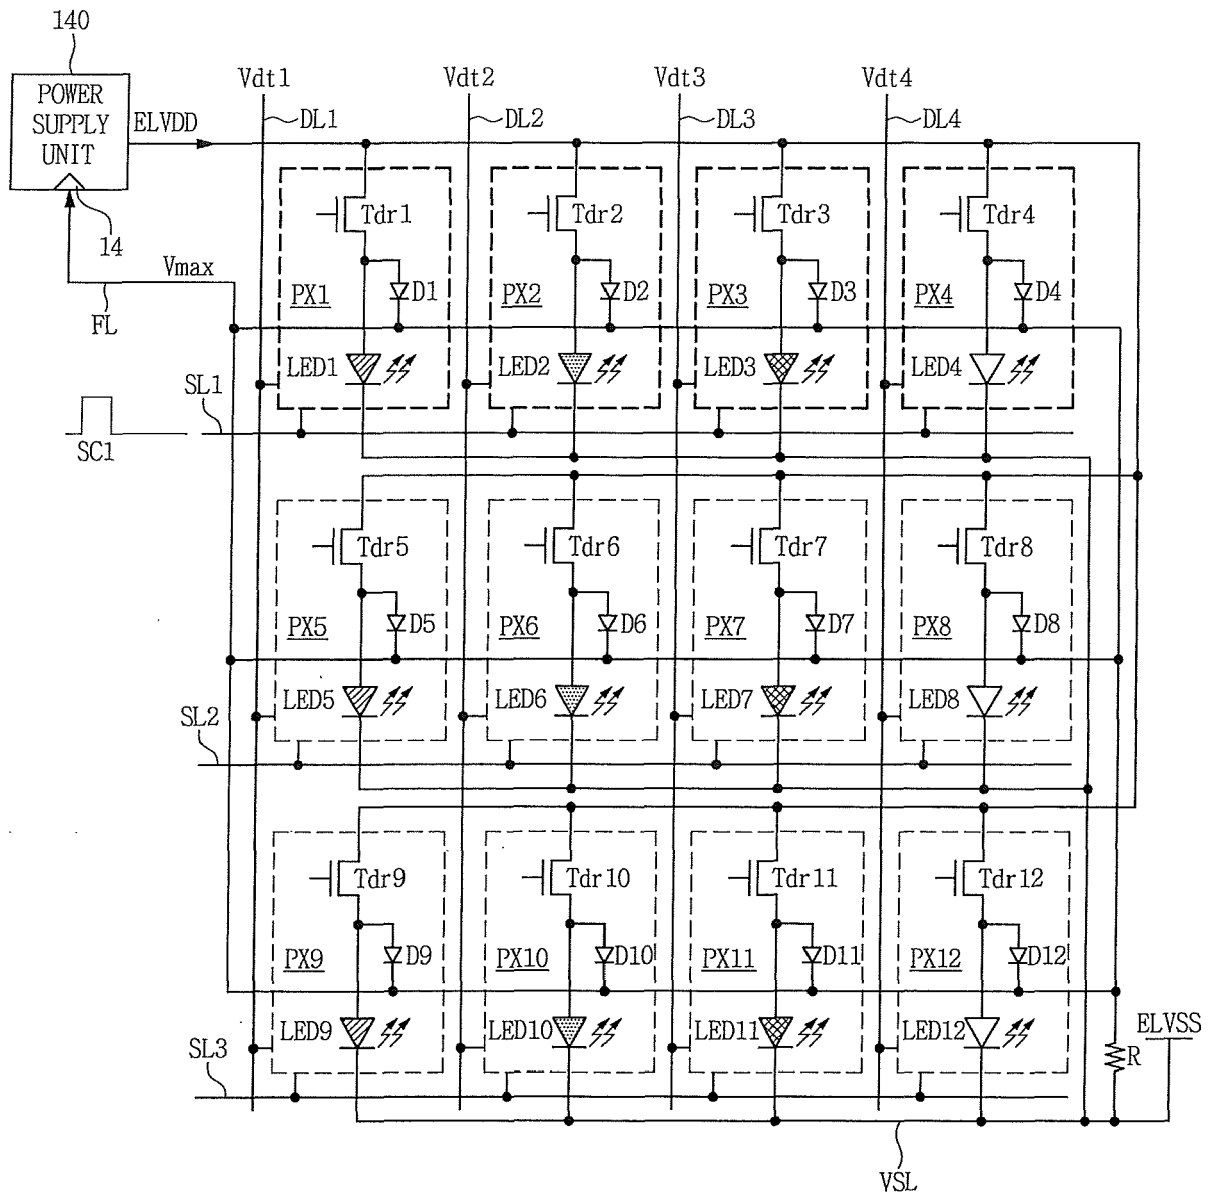 140
POWER
SUPPLY
UNIT
14
ELVDD
Vmax
FL
Vdt1 Vdt2 Vdt3 Vdt4
DL1 DL2 DL3 DL4
Tdr1 Tdr2 Tdr3 Tdr4
PX1 D1 PX2 D2 PX3 D3 PX4 D4
LED1 LED2 LED3 LED4
SL1
SC1
Tdr5 Tdr6 Tdr7 Tdr8
PX5 D5 PX6 D6 PX7 D7 PX8 D8
LED5 LED6 LED7 LED8
SL2
Tdr9 Tdr10 Tdr11 Tdr12
PX9 D9 PX10 D10 PX11 D11 PX12 D12
LED9 LED10 LED11 LED12
SL3
ELVSS
R
VSL